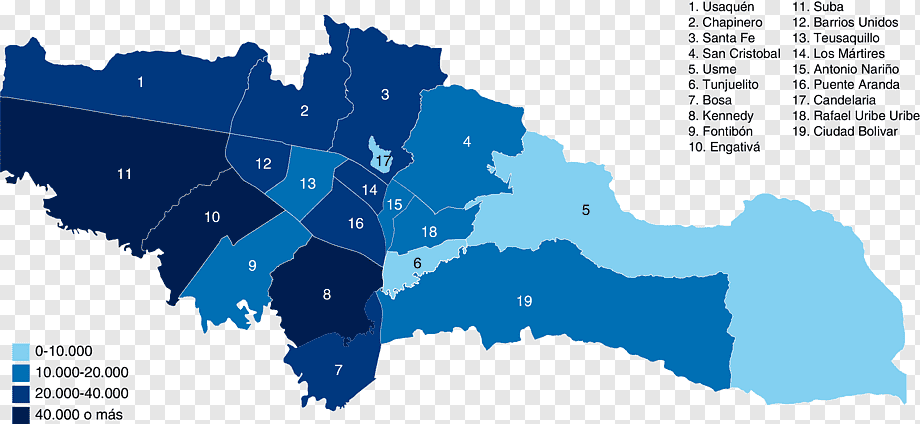 1. Usaquén
2. Chapinero
3. Santa Fe
4. San Cristobal
5. Usme
6. Tunjuelito
7. Bosa
8. Kennedy
9. Fontibón
10. Engativá
11. Suba
12. Barrios Unidos
13. Teusaquillo
14. Los Mártires
15. Antonio Nariño
16. Puente Aranda
17. Candelaria
18. Rafael Uribe Uribe
19. Ciudad Bolivar
1
2
3
4
17
12
11
13
14
15
10
16
18
5
9
6
8
19
7
0-10.000
10.000-20.000
20.000-40.000
40.000 o más